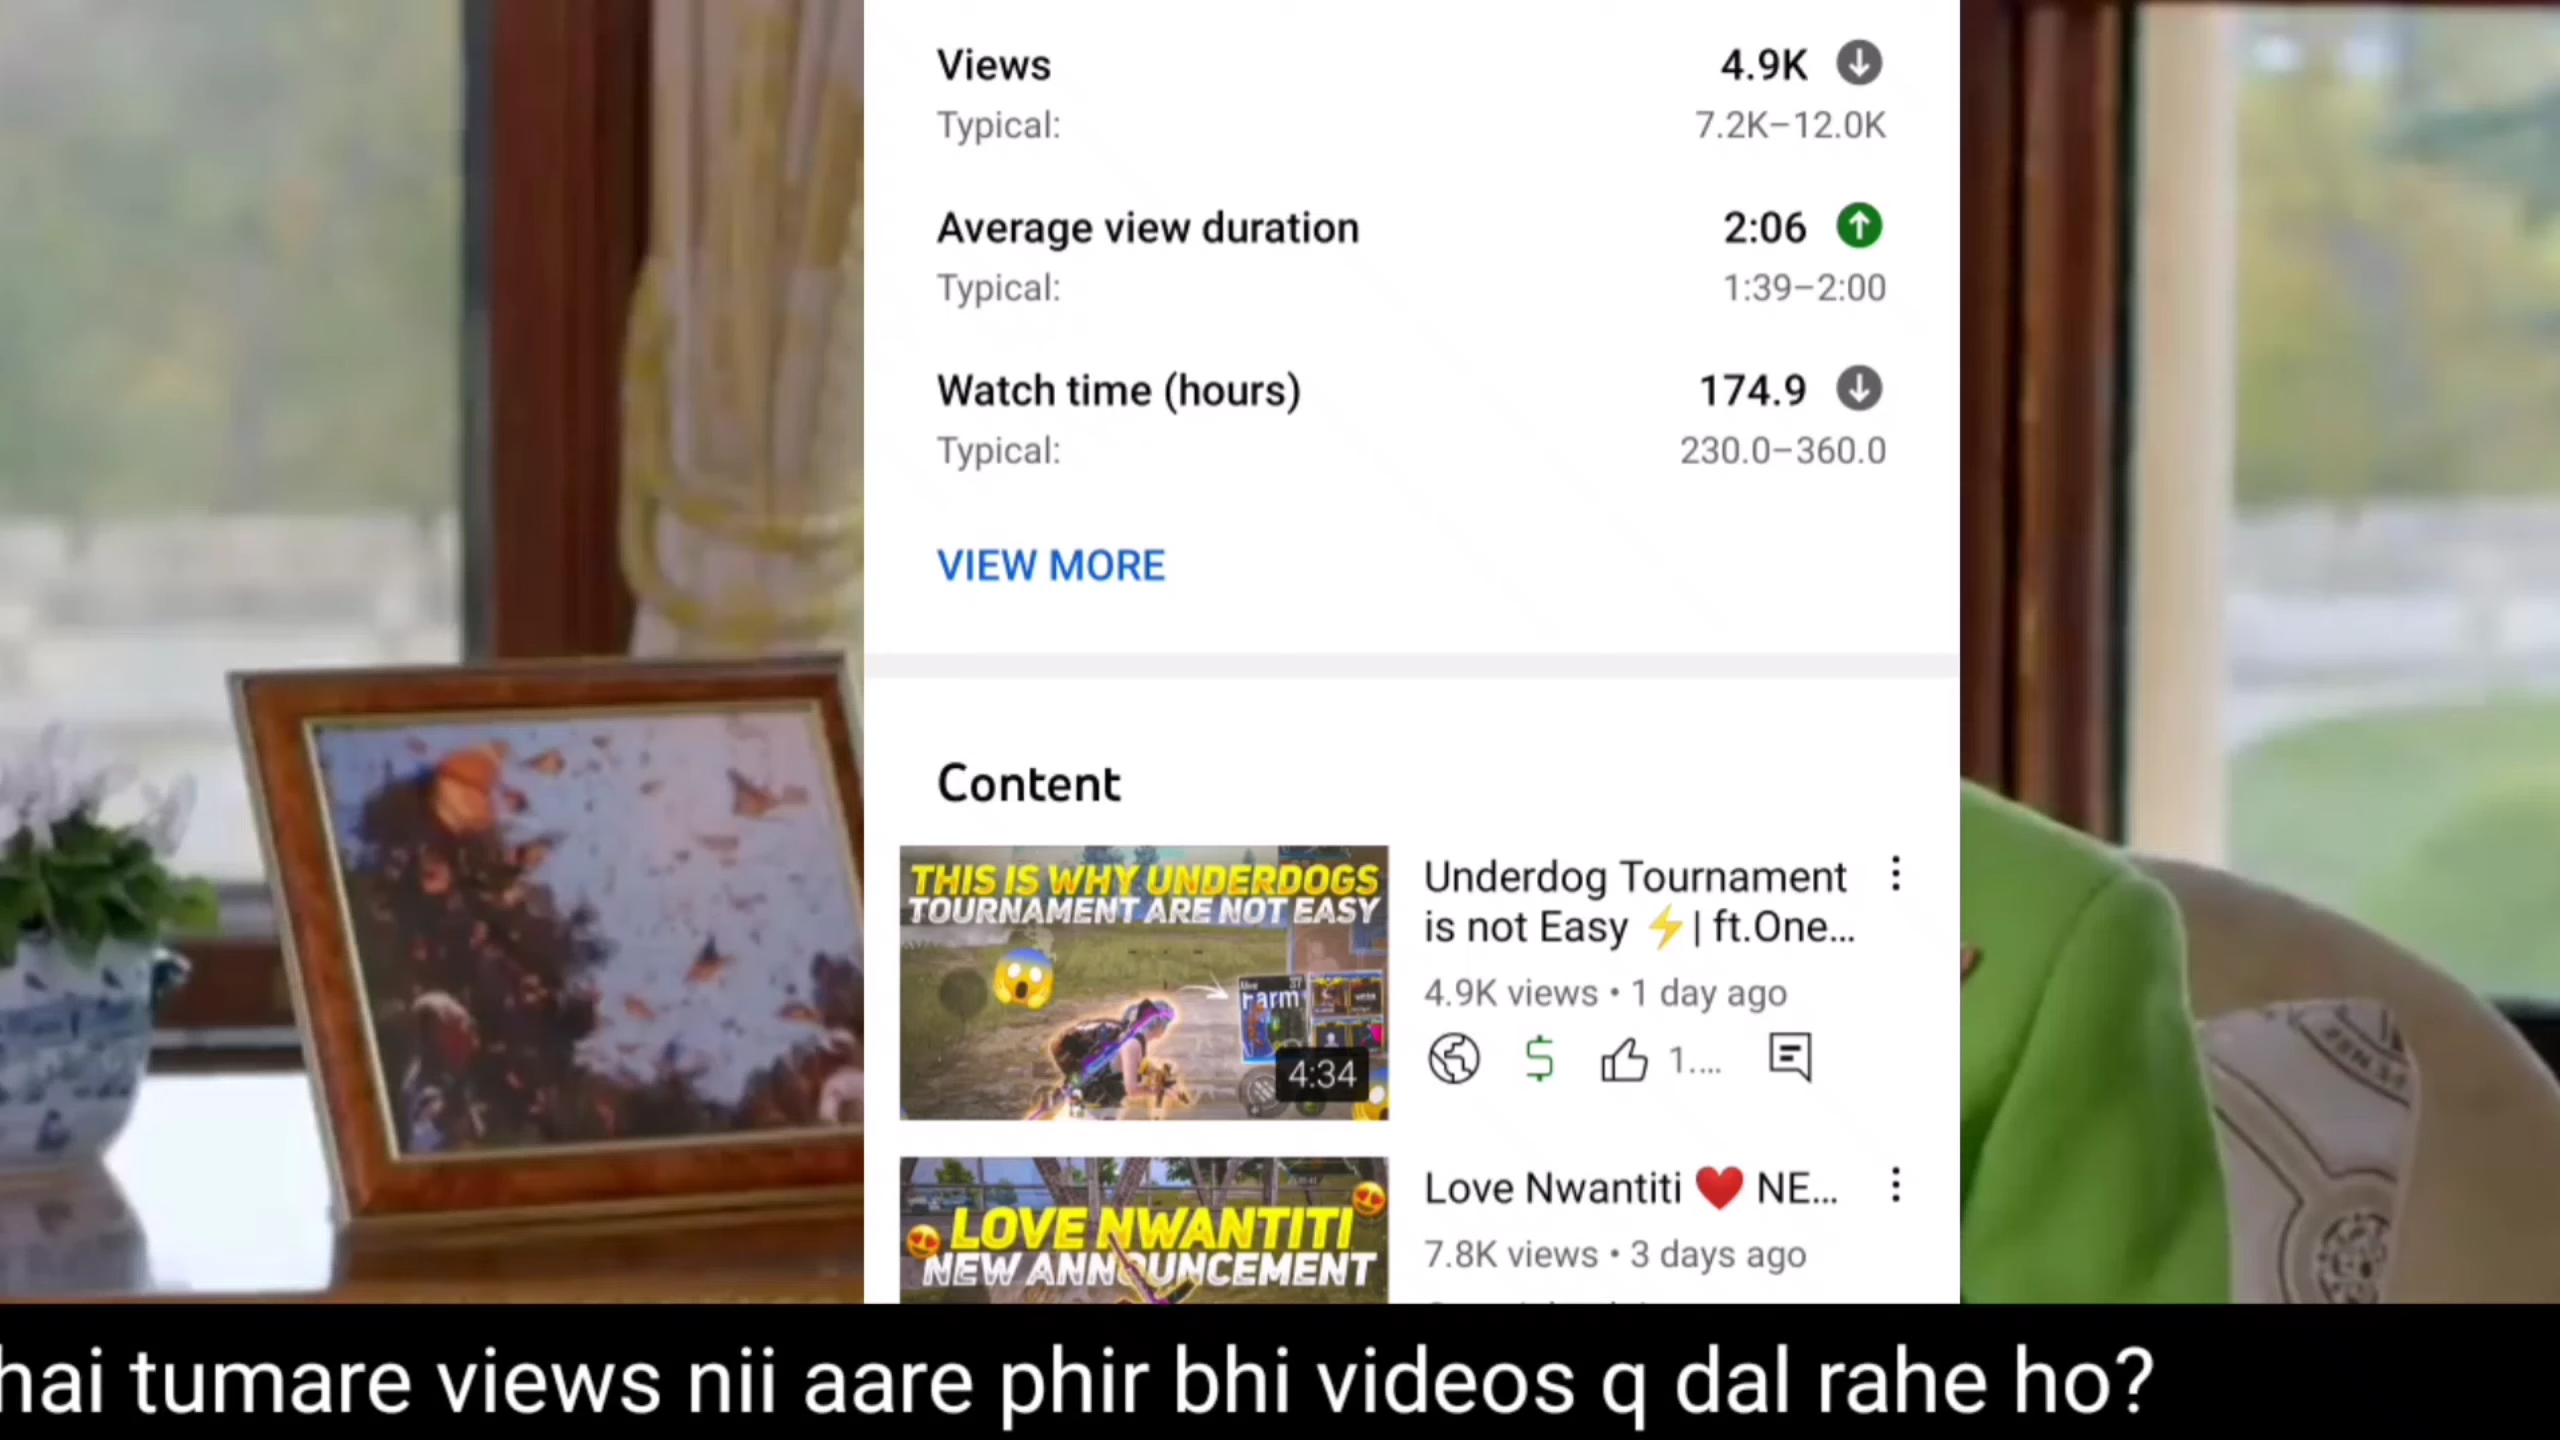 Views
4.9K
Typical:
7.2K–12.0K
Average view duration
2:06
Typical:
1:39–2:00
Watch time (hours)
174.9
Typical:
230.0–360.0
VIEW MORE
Content
THIS IS WHY UNDERDOGS
TOURNAMENT ARE NOT EASY
4:34
Underdog Tournament
is not Easy ⚡| ft.One...
4.9K views • 1 day ago
1....
LOVE NWANTITI
NEW ANNOUNCEMENT
Love Nwantiti ❤️ NE...
7.8K views • 3 days ago
hai tumare views nii aare phir bhi videos q dal rahe ho?